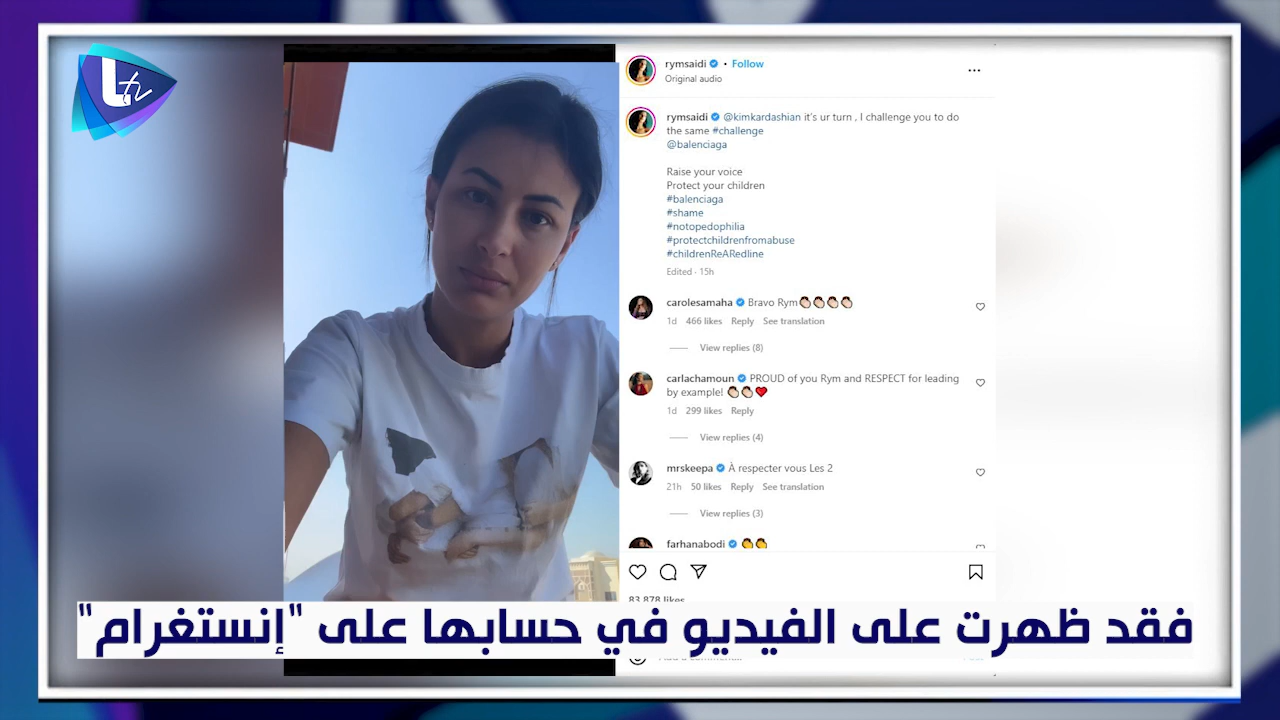 Ltv
rymsaidi • Follow
Original audio
...
rymsaidi @kimkardashian it's ur turn , I challenge you to do
the same #challenge
@balenciaga
Raise your voice
Protect your children
#balenciaga
#shame
#notopedophilia
#protectchildrenfromabuse
#childrenReARedline
Edited · 15h
carolesamaha Bravo Rym👏🏻👏🏻👏🏻👏🏻
1d 466 likes Reply See translation
View replies (8)
carlachamoun PROUD of you Rym and RESPECT for leading
by example! 👏🏻👏🏻❤️
1d 299 likes Reply
View replies (4)
mrskeepa À respecter vous Les 2
21h 50 likes Reply See translation
View replies (3)
farhanabodi 👏👏
83,878 likes
فقد ظهرت على الفيديو في حسابها على "إنستغرام"